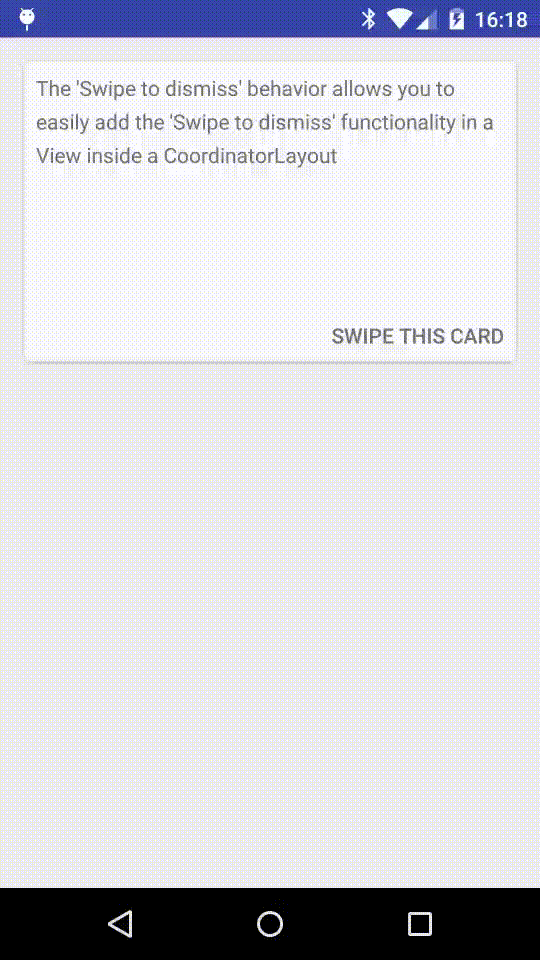 16:18
The 'Swipe to dismiss' behavior allows you to
easily add the 'Swipe to dismiss' functionality in a
View inside a CoordinatorLayout
SWIPE THIS CARD